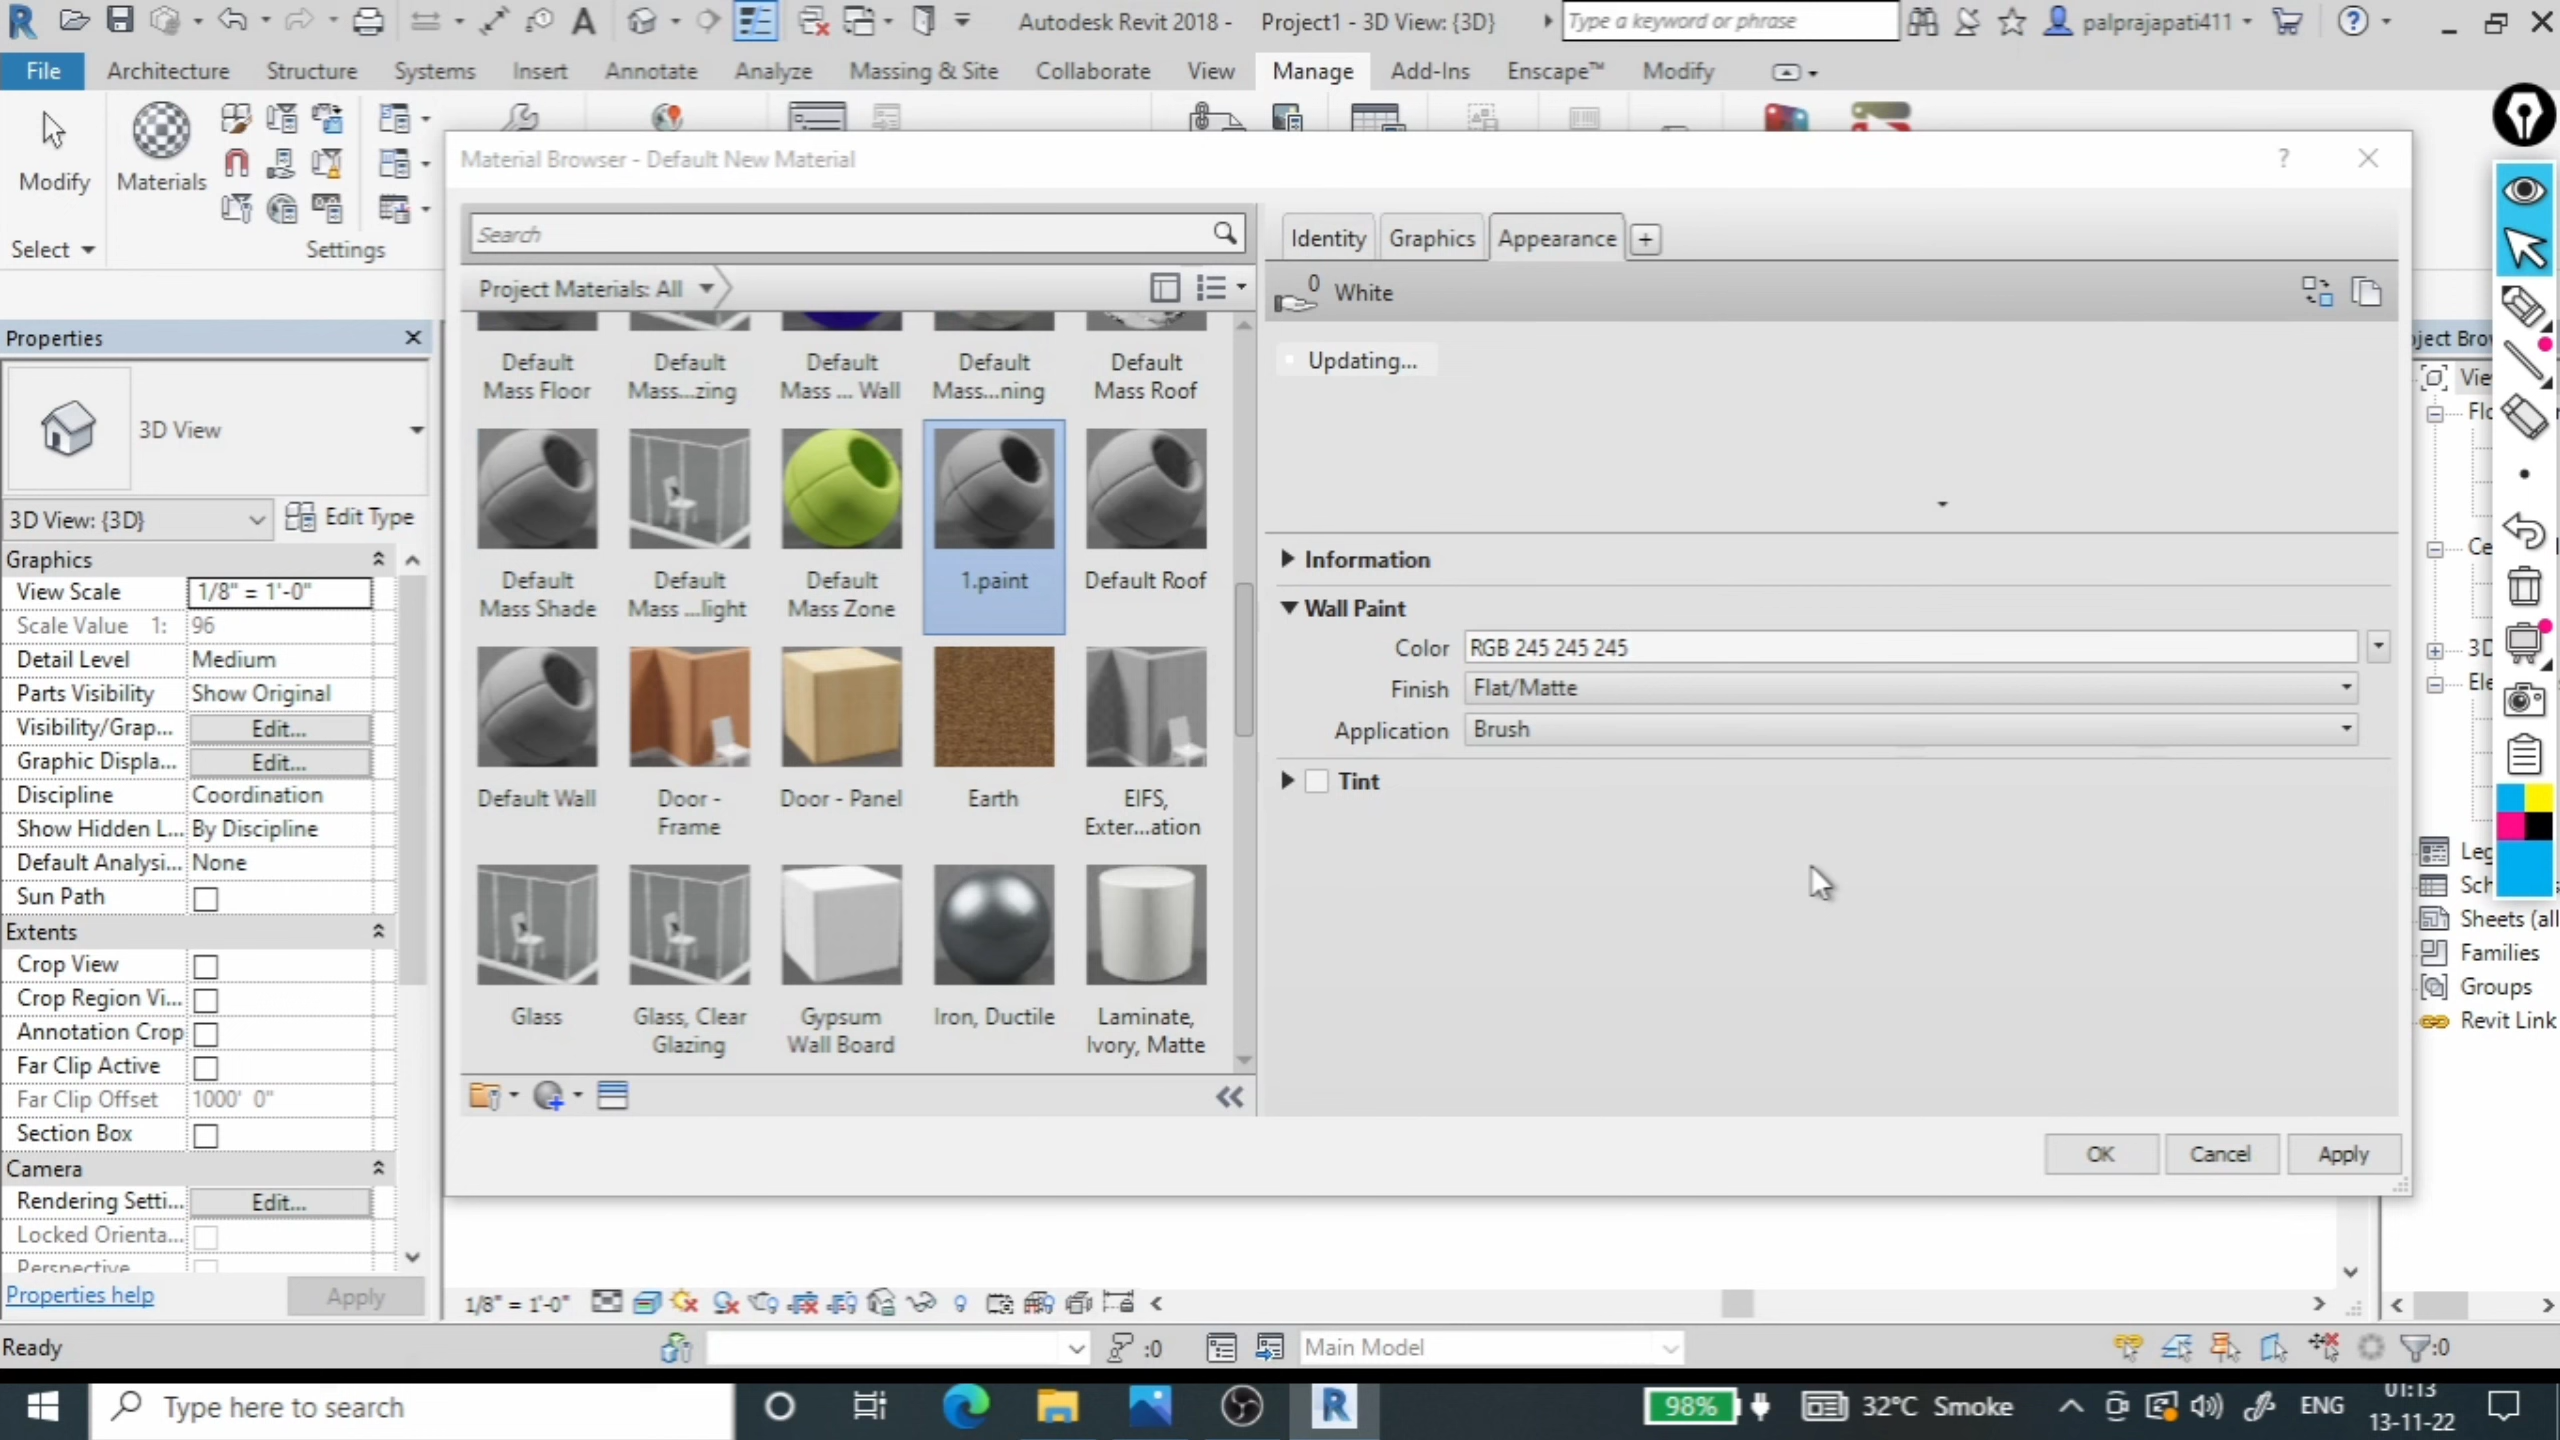 Autodesk Revit 2018 - Project1 - 3D View: {3D}
Type a keyword or phrase
palprajapati411
File Architecture Structure Systems Insert Annotate Analyze Massing & Site Collaborate View Manage Add-Ins Enscape™ Modify
Modify
Materials
Select
Settings
Material Browser - Default New Material
Search
Project Materials: All
Identity Graphics Appearance
0 White
Updating...
Default Mass Floor
Default Mass...zing
Default Mass ... Wall
Default Mass...ning
Default Mass Roof
Default Mass Shade
Default Mass ...light
Default Mass Zone
1.paint
Default Roof
Default Wall
Door - Frame
Door - Panel
Earth
EIFS, Exter...ation
Glass
Glass, Clear Glazing
Gypsum Wall Board
Iron, Ductile
Laminate, Ivory, Matte
Information
Wall Paint
Color RGB 245 245 245
Finish Flat/Matte
Application Brush
Tint
OK Cancel Apply
Properties
3D View
3D View: {3D} Edit Type
Graphics
View Scale 1/8" = 1'-0"
Scale Value 1: 96
Detail Level Medium
Parts Visibility Show Original
Visibility/Grap... Edit...
Graphic Displa... Edit...
Discipline Coordination
Show Hidden L... By Discipline
Default Analysi... None
Sun Path
Extents
Crop View
Crop Region Vi...
Annotation Crop
Far Clip Active
Far Clip Offset 1000' 0"
Section Box
Camera
Rendering Setti... Edit...
Locked Orienta...
Perspective
Properties help Apply
ject Bro
Vie
Flo
Ce
3D
Ele
Leg
Sch
Sheets (all
Families
Groups
Revit Link
1/8" = 1'-0"
Ready
:0
Main Model
:0
Type here to search
98%
32°C Smoke
ENG
01:13
13-11-22